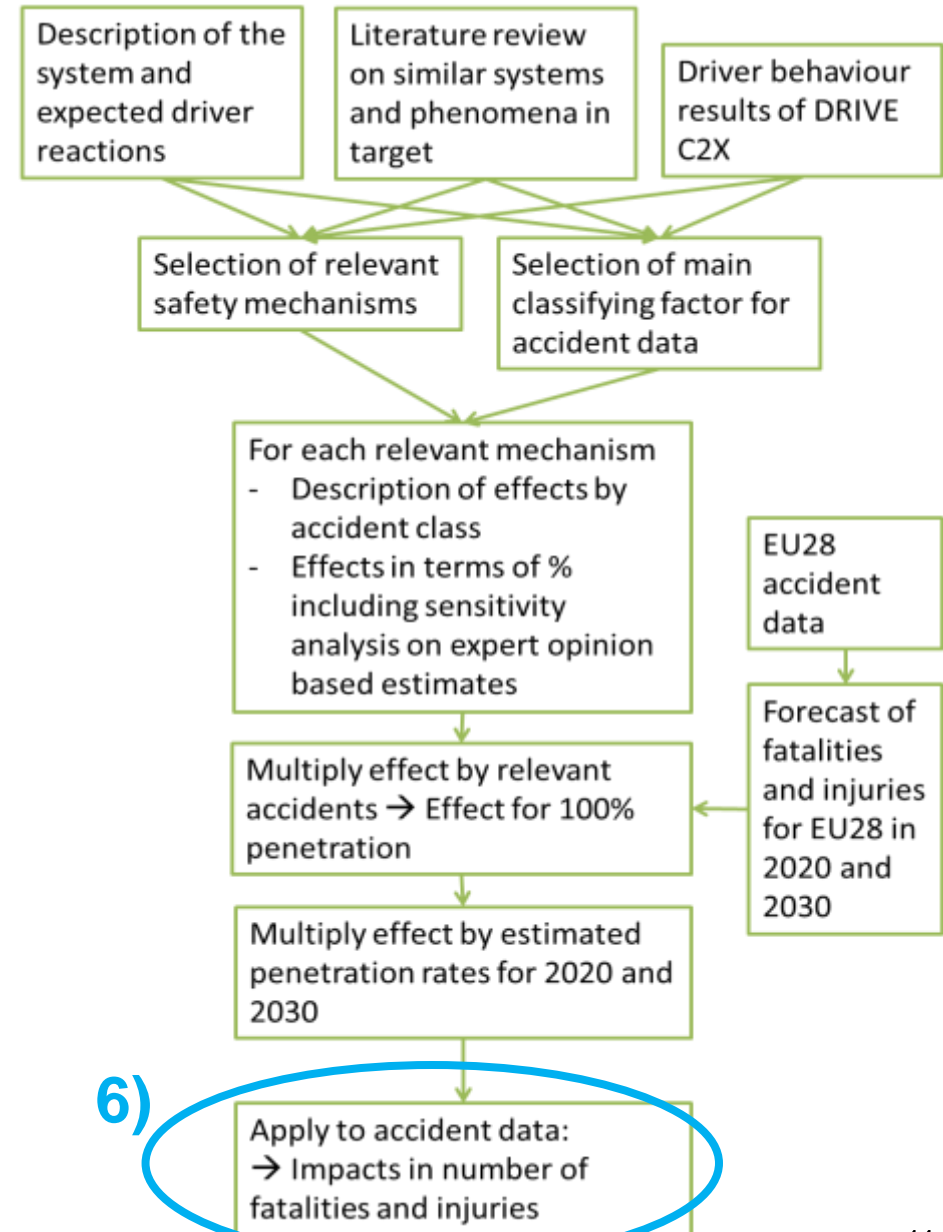 Description of the
system and
expected driver
reactions
Literature review
on similar systems
and phenomena in
target
Driver behaviour
results of DRIVE
C2X
Selection of relevant
safety mechanisms
Selection of main
classifying factor for
accident data
For each relevant mechanism
- Description of effects by
accident class
- Effects in terms of %
including sensitivity
analysis on expert opinion
based estimates
EU28
accident
data
Forecast of
fatalities
and injuries
for EU28 in
2020 and
2030
Multiply effect by relevant
accidents → Effect for 100%
penetration
Multiply effect by estimated
penetration rates for 2020 and
2030
6)
Apply to accident data:
→ Impacts in number of
fatalities and injuries